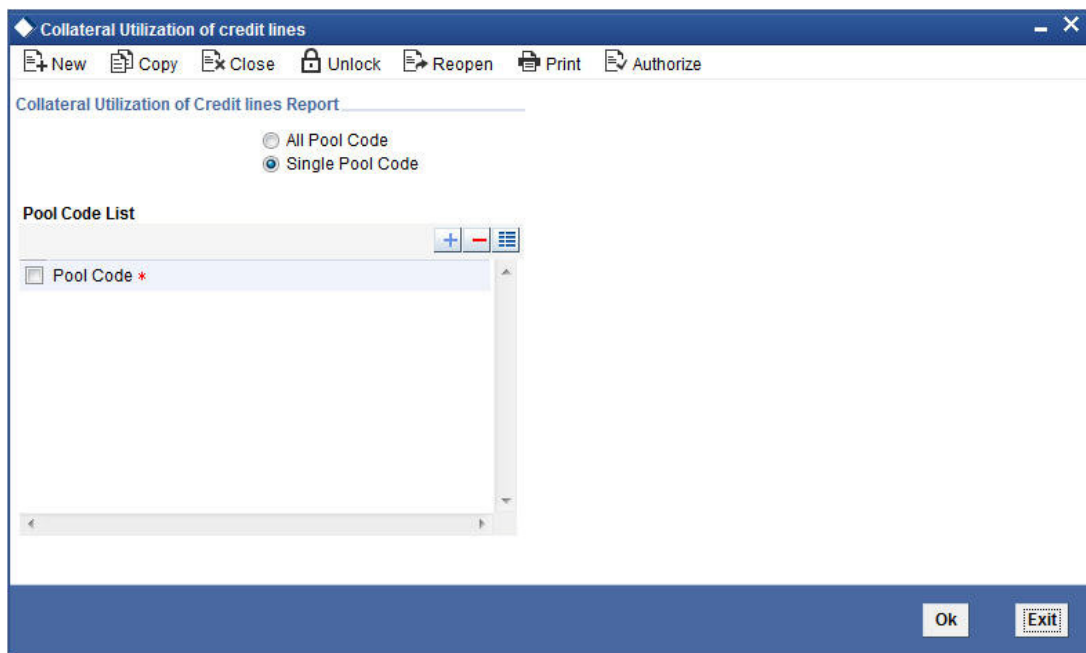 Collateral Utilization of credit lines
New Copy Close Unlock Reopen Print Authorize
Collateral Utilization of Credit lines Report
All Pool Code
Single Pool Code
Pool Code List
Pool Code *
Ok Exit